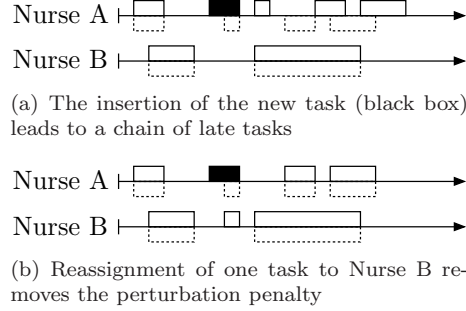 Nurse A
Nurse B
(a) The insertion of the new task (black box)
leads to a chain of late tasks
Nurse A
Nurse B
(b) Reassignment of one task to Nurse B re-
moves the perturbation penalty